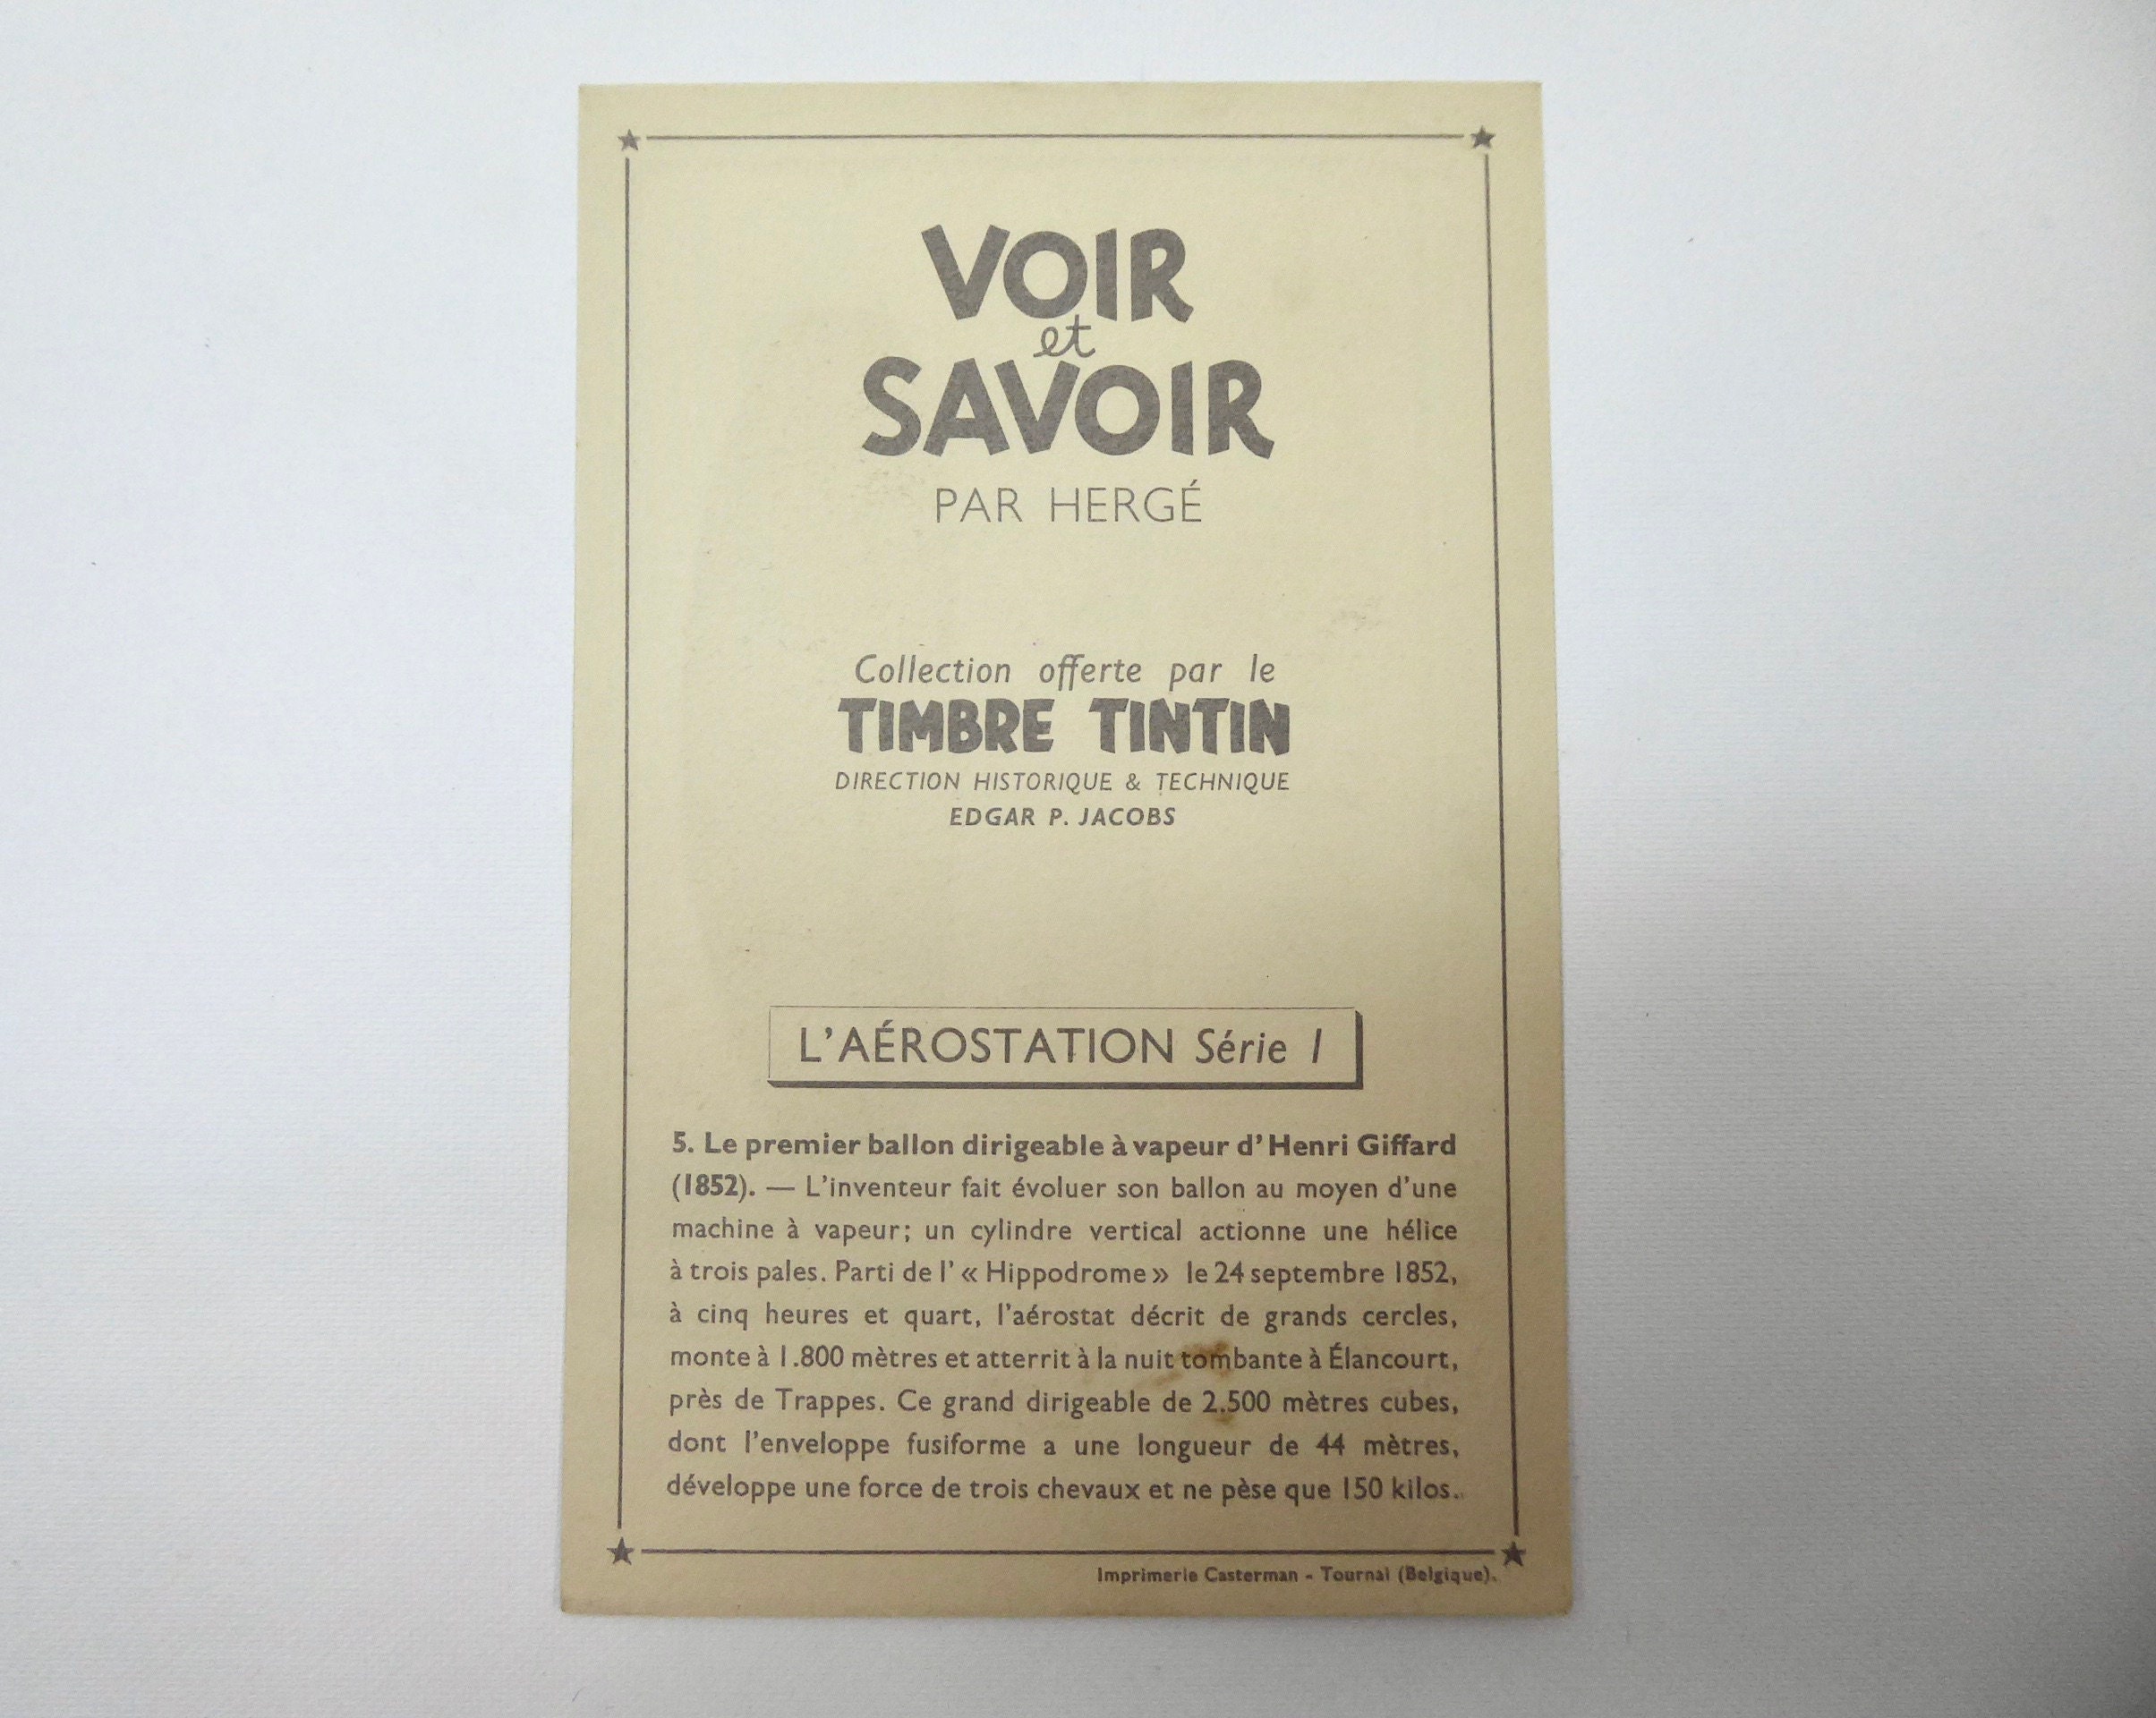 VOIR
et
SAVOIR
PAR HERGÉ
Collection offerte par le
TIMBRE TINTIN
DIRECTION HISTORIQUE & TECHNIQUE
EDGAR P. JACOBS
L'AÉROSTATION Série I
5. Le premier ballon dirigeable à vapeur d'Henri Giffard
(1852). — L'inventeur fait évoluer son ballon au moyen d'une
machine à vapeur; un cylindre vertical actionne une hélice
à trois pales. Parti de l' « Hippodrome » le 24 septembre 1852,
à cinq heures et quart, l'aérostat décrit de grands cercles,
monte à 1.800 mètres et atterrit à la nuit tombante à Élancourt,
près de Trappes. Ce grand dirigeable de 2.500 mètres cubes,
dont l'enveloppe fusiforme a une longueur de 44 mètres,
développe une force de trois chevaux et ne pèse que 150 kilos.
Imprimerie Casterman - Tournai (Belgique).